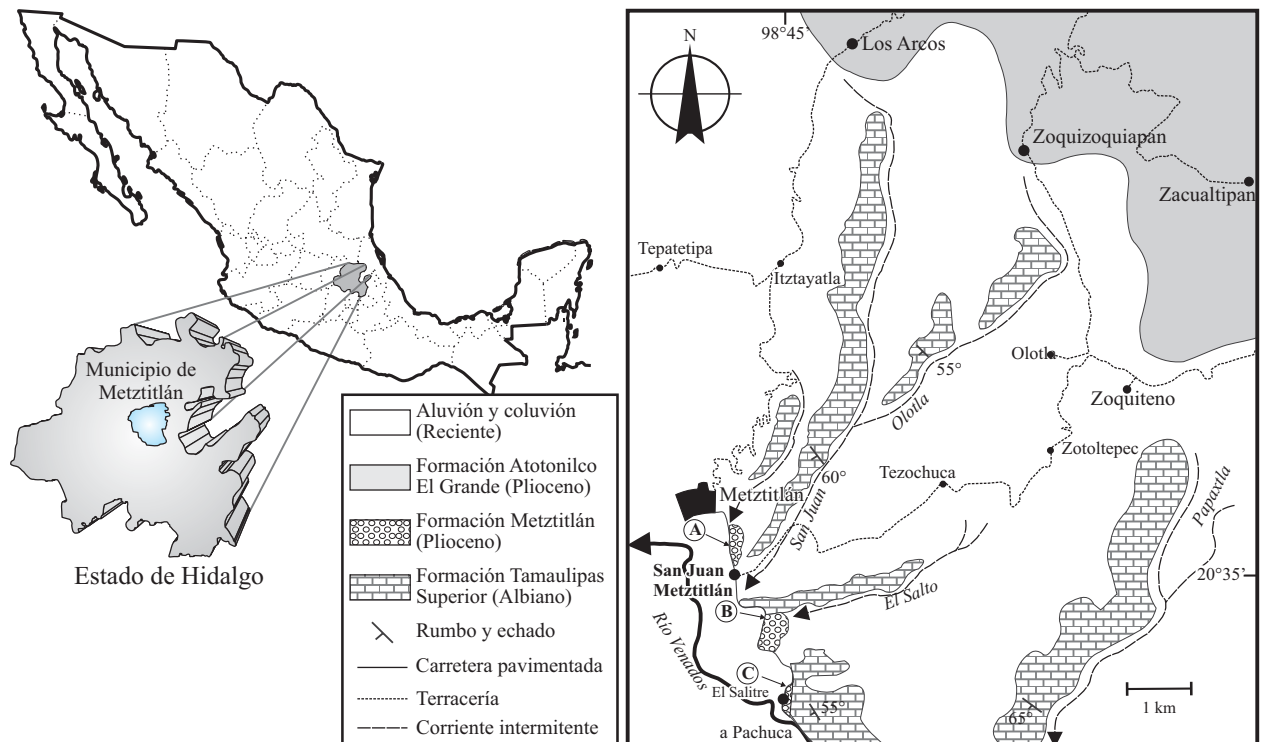 Municipio de
Metztitlán
Estado de Hidalgo
Aluvión y coluvión
(Reciente)
Formación Atotonilco
El Grande (Plioceno)
Formación Metztitlán
(Plioceno)
Formación Tamaulipas
Superior (Albiano)
Rumbo y echado
Carretera pavimentada
Terracería
Corriente intermitente
98°45'
N
Los Arcos
Zoquizoquiapan
Zacualtipan
Tepatetipa
Itztayatla
Olotla
55°
Zoquiteno
Olotla
Zotoltepec
60°
Tezochuca
Metztitlán
San Juan
Papaxtla
A
San Juan
Metztitlán
20°35'
El Salto
B
Río Venados
C
El Salitre
55°
65°
1 km
a Pachuca